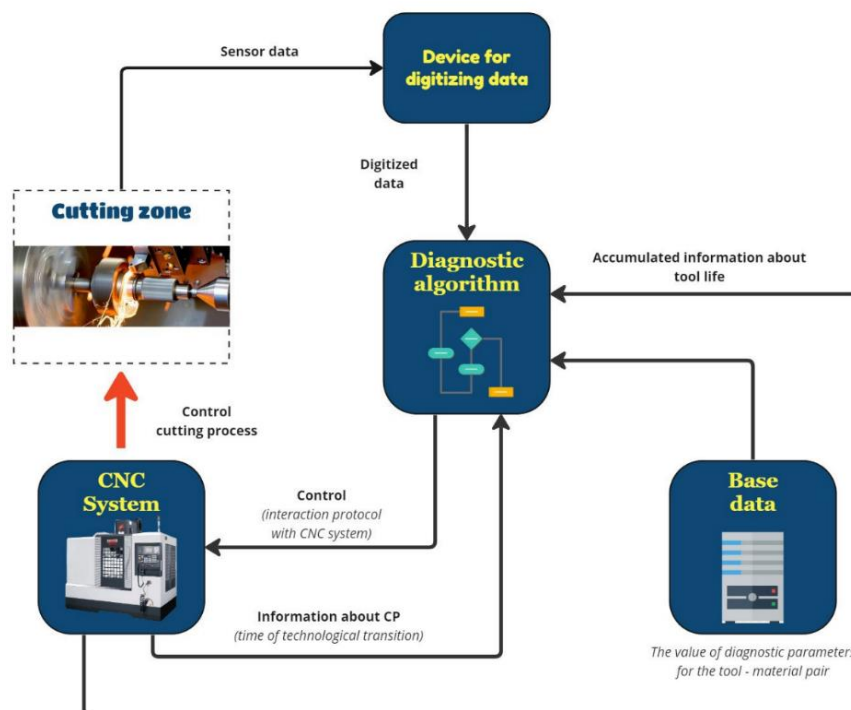 Sensor data
Device for
digitizing data
Digitized
data
Cutting zone
Diagnostic
algorithm
Accumulated information about
tool life
Control
cutting process
CNC
System
Control
(interaction protocol
with CNC system)
Information about CP
(time of technological transition)
Base
data
The value of diagnostic parameter
for the tool - material pair